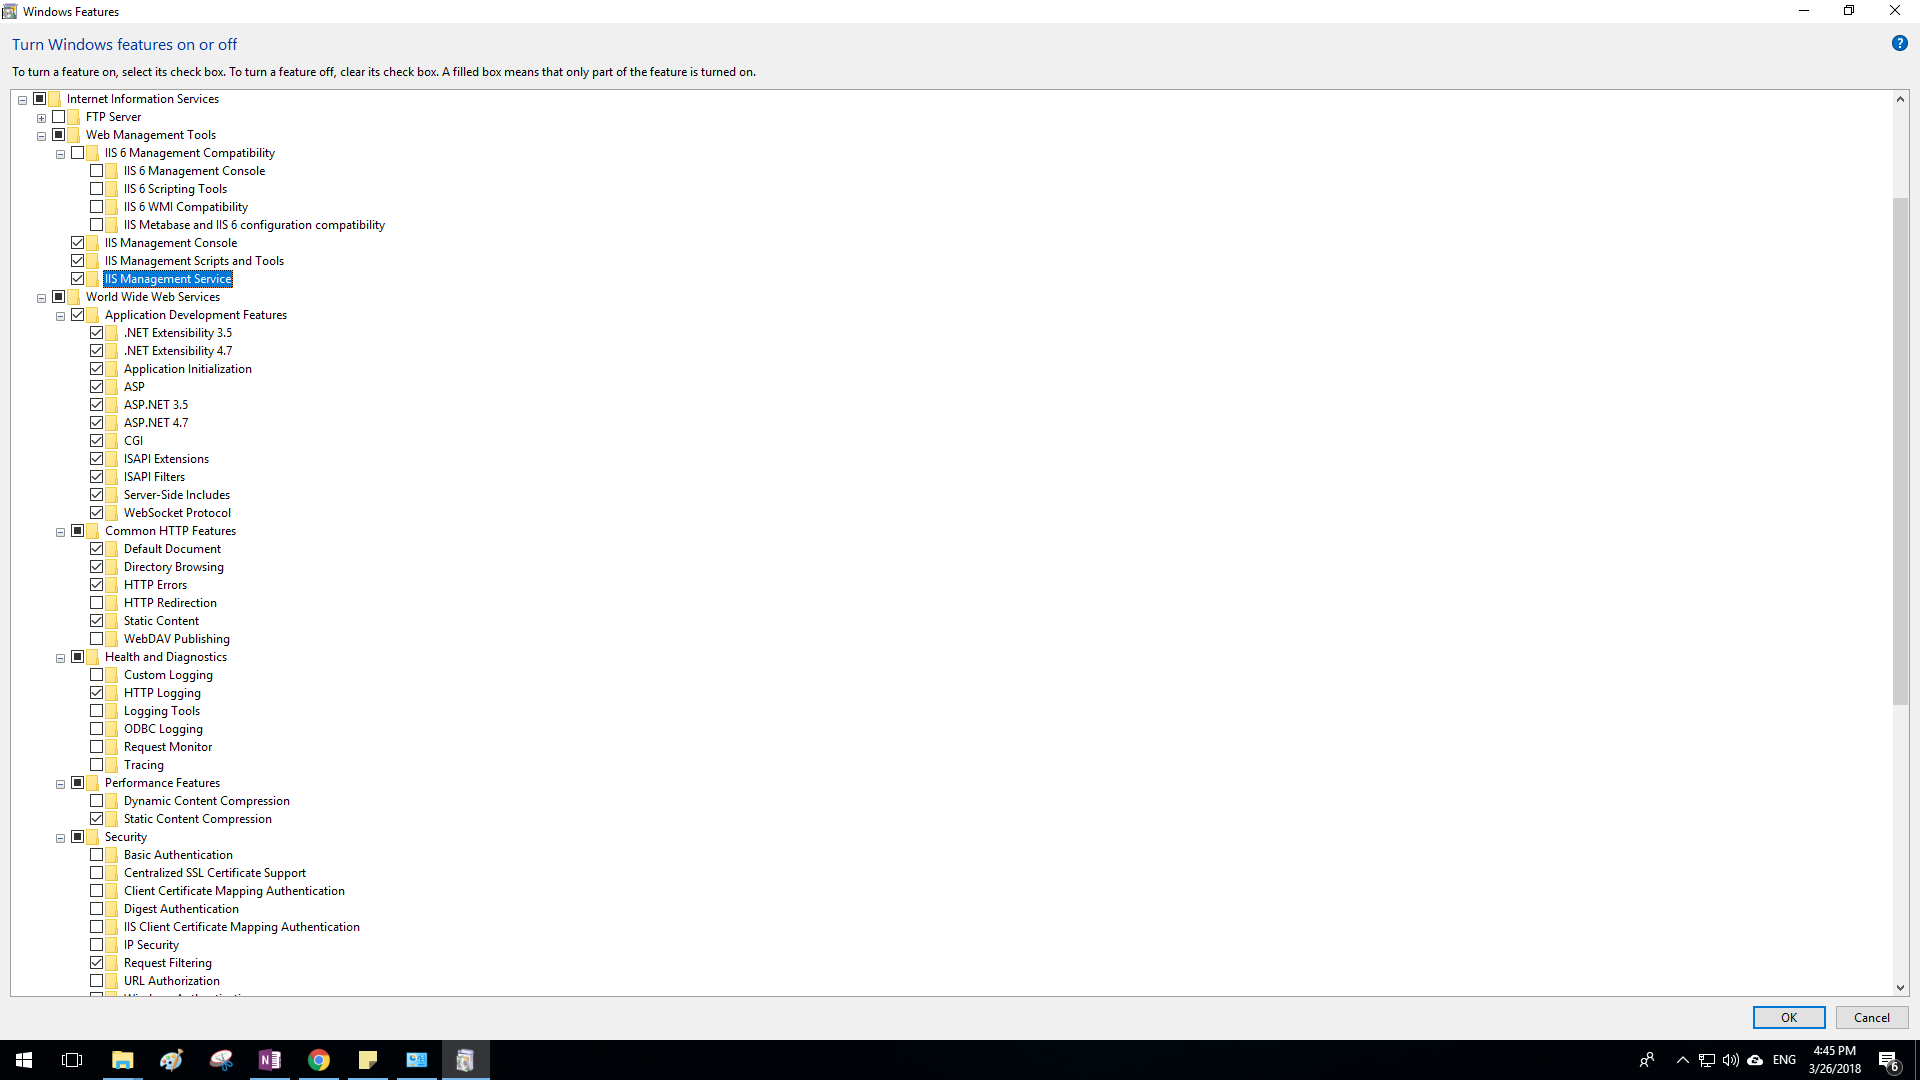 Windows Features
Turn Windows features on or off
?
To turn a feature on, select its check box. To turn a feature off, clear its check box. A filled box means that only part of the feature is turned on.
Internet Information Services
FTP Server
Web Management Tools
IIS 6 Management Compatibility
IIS 6 Management Console
IIS 6 Scripting Tools
IIS 6 WMI Compatibility
IIS Metabase and IIS 6 configuration compatibility
IIS Management Console
IIS Management Scripts and Tools
IIS Management Service
World Wide Web Services
Application Development Features
.NET Extensibility 3.5
.NET Extensibility 4.7
Application Initialization
ASP
ASP.NET 3.5
ASP.NET 4.7
CGI
ISAPI Extensions
ISAPI Filters
Server-Side Includes
WebSocket Protocol
Common HTTP Features
Default Document
Directory Browsing
HTTP Errors
HTTP Redirection
Static Content
WebDAV Publishing
Health and Diagnostics
Custom Logging
HTTP Logging
Logging Tools
ODBC Logging
Request Monitor
Tracing
Performance Features
Dynamic Content Compression
Static Content Compression
Security
Basic Authentication
Centralized SSL Certificate Support
Client Certificate Mapping Authentication
Digest Authentication
IIS Client Certificate Mapping Authentication
IP Security
Request Filtering
URL Authorization
OK Cancel
ENG
4:45 PM
3/26/2018
6